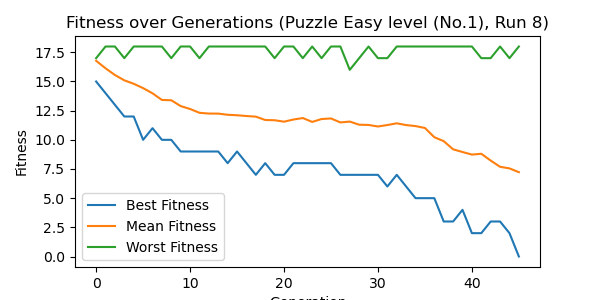 Fitness over Generations (Puzzle Easy level (No.1), Run 8)
Fitness
17.5
15.0
12.5
10.0
7.5
5.0
2.5
0.0
Best Fitness
Mean Fitness
Worst Fitness
0 10 20 30 40
Generation